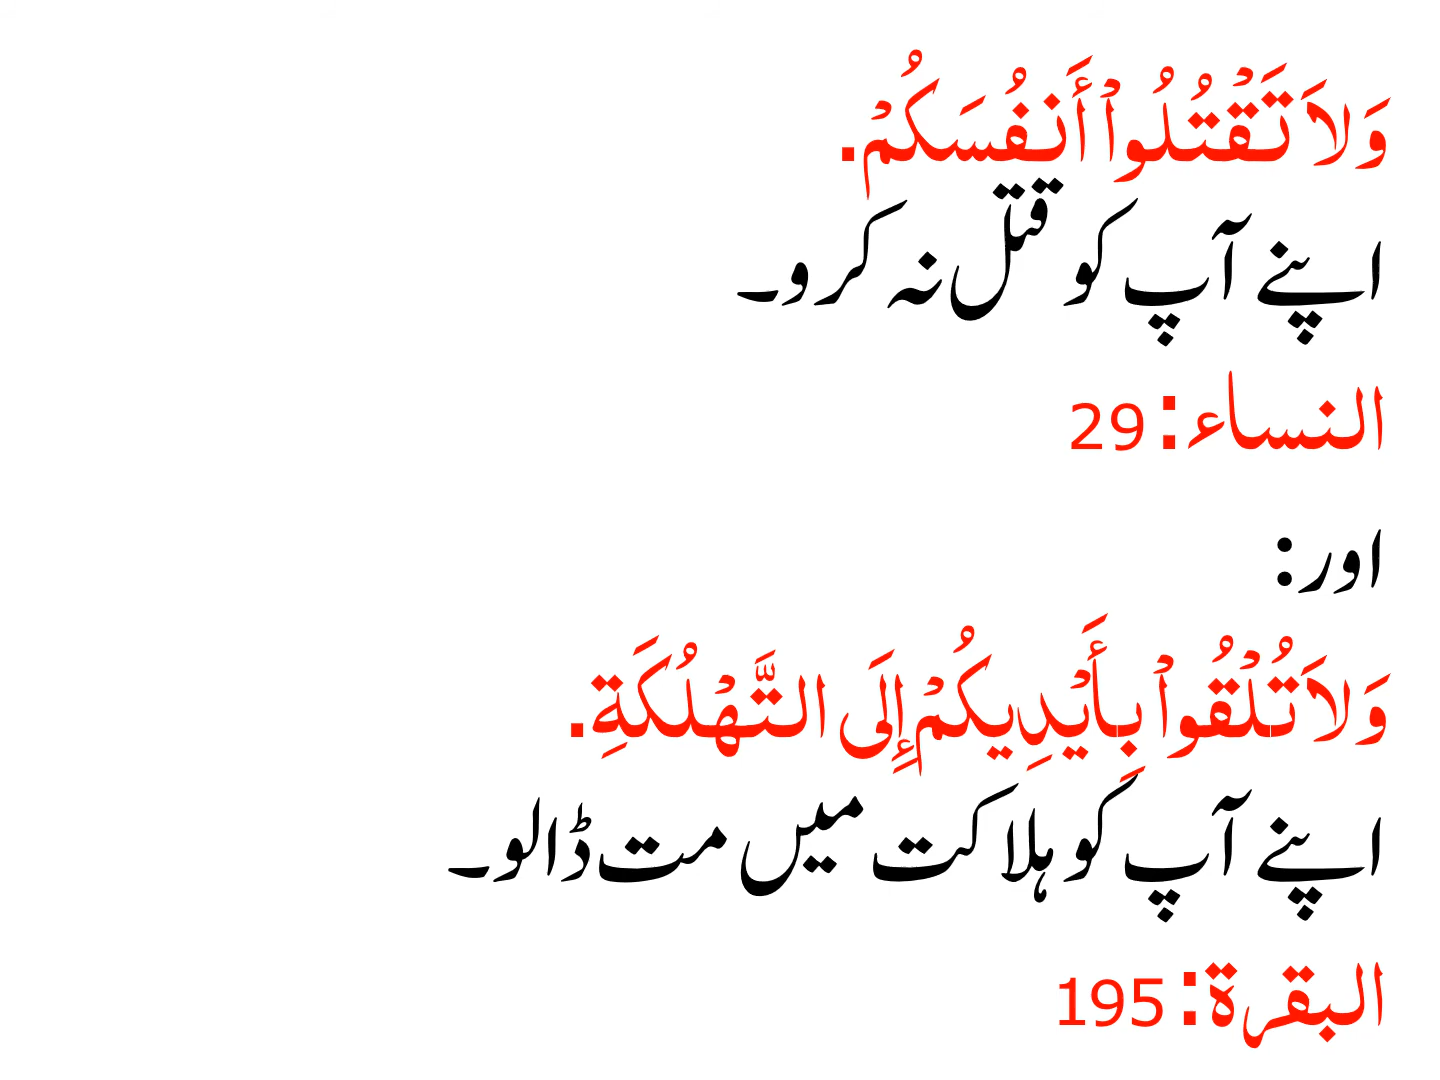 وَلاَ تَقْتُلُواْ أَنفُسَكُمْ.
اپنے آپ کو قتل نہ کرو۔
النساء: 29
اور:
وَلاَ تُلْقُواْ بِأَيْدِيكُمْ إِلَى التَّهْلُكَةِ.
اپنے آپ کو ہلاکت میں مت ڈالو۔
البقرة: 195